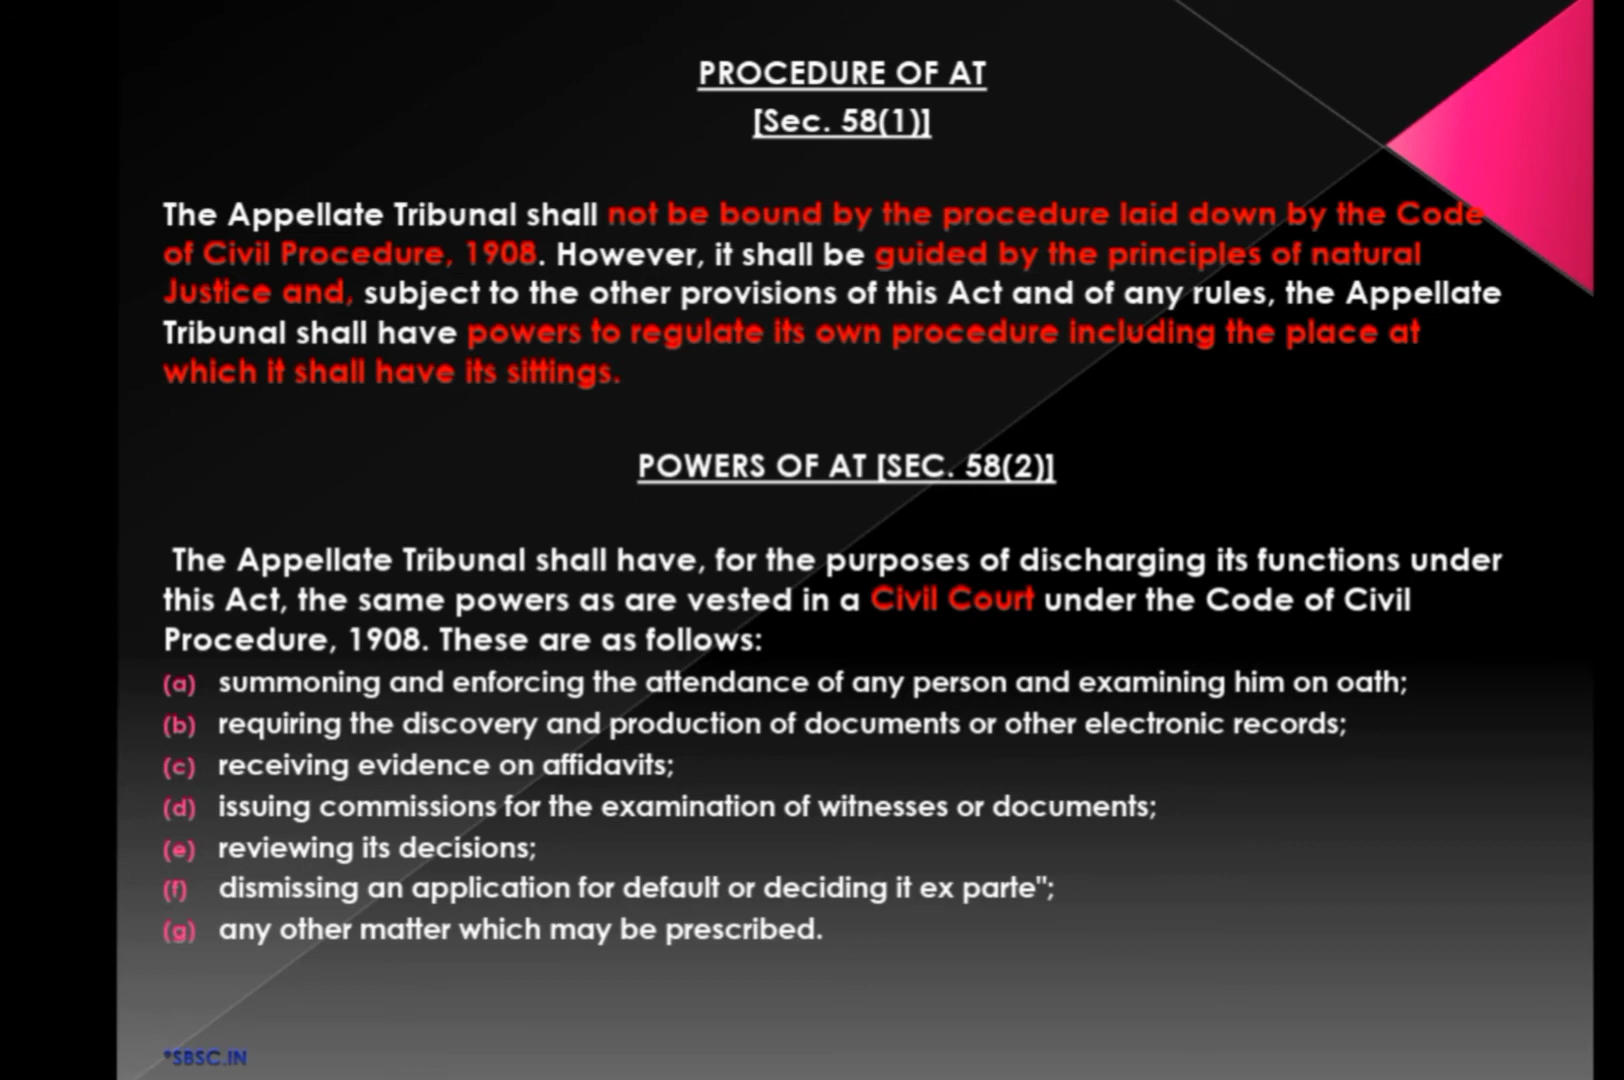 PROCEDURE OF AT
[Sec. 58(1)]
The Appellate Tribunal shall not be bound by the procedure laid down by the Code
of Civil Procedure, 1908. However, it shall be guided by the principles of natural
Justice and, subject to the other provisions of this Act and of any rules, the Appellate
Tribunal shall have powers to regulate its own procedure including the place at
which it shall have its sittings.
POWERS OF AT [SEC. 58(2)]
The Appellate Tribunal shall have, for the purposes of discharging its functions under
this Act, the same powers as are vested in a Civil Court under the Code of Civil
Procedure, 1908. These are as follows:
(a) summoning and enforcing the attendance of any person and examining him on oath;
(b) requiring the discovery and production of documents or other electronic records;
(c) receiving evidence on affidavits;
(d) issuing commissions for the examination of witnesses or documents;
(e) reviewing its decisions;
(f) dismissing an application for default or deciding it ex parte";
(g) any other matter which may be prescribed.
*SBSC.IN